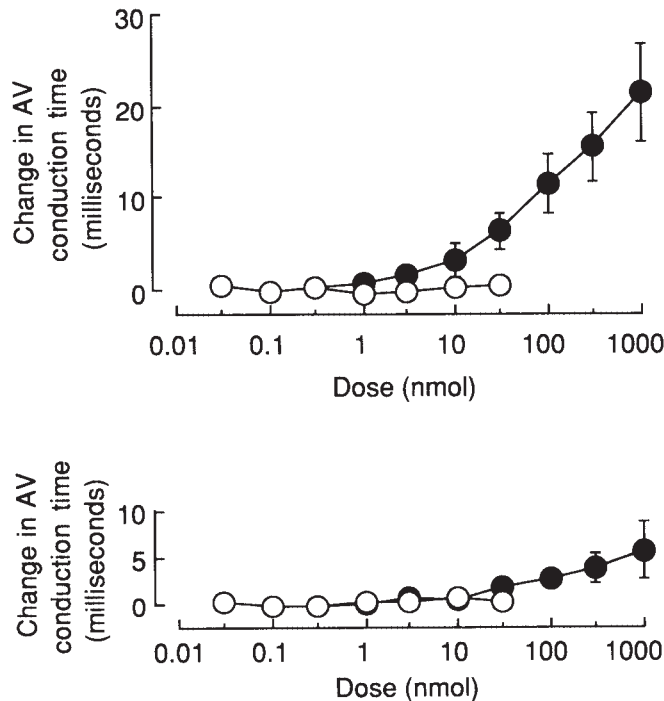 Change in AV
conduction time
(milliseconds)
30
20
10
0
0.01 0.1 1 10 100 1000
Dose (nmol)
Change in AV
conduction time
(milliseconds)
10
5
0
0.01 0.1 1 10 100 1000
Dose (nmol)